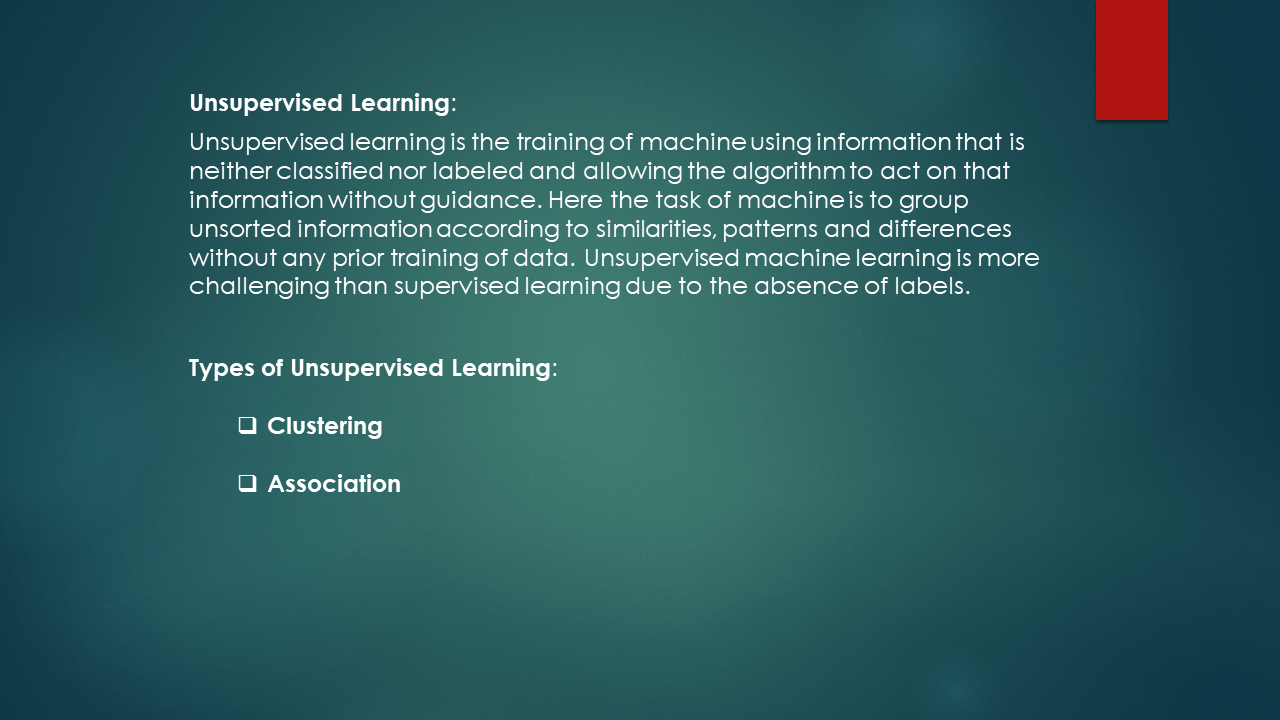 Unsupervised Learning:
Unsupervised learning is the training of machine using information that is
neither classified nor labeled and allowing the algorithm to act on that
information without guidance. Here the task of machine is to group
unsorted information according to similarities, patterns and differences
without any prior training of data. Unsupervised machine learning is more
challenging than supervised learning due to the absence of labels.
Types of Unsupervised Learning:
❑ Clustering
❑ Association